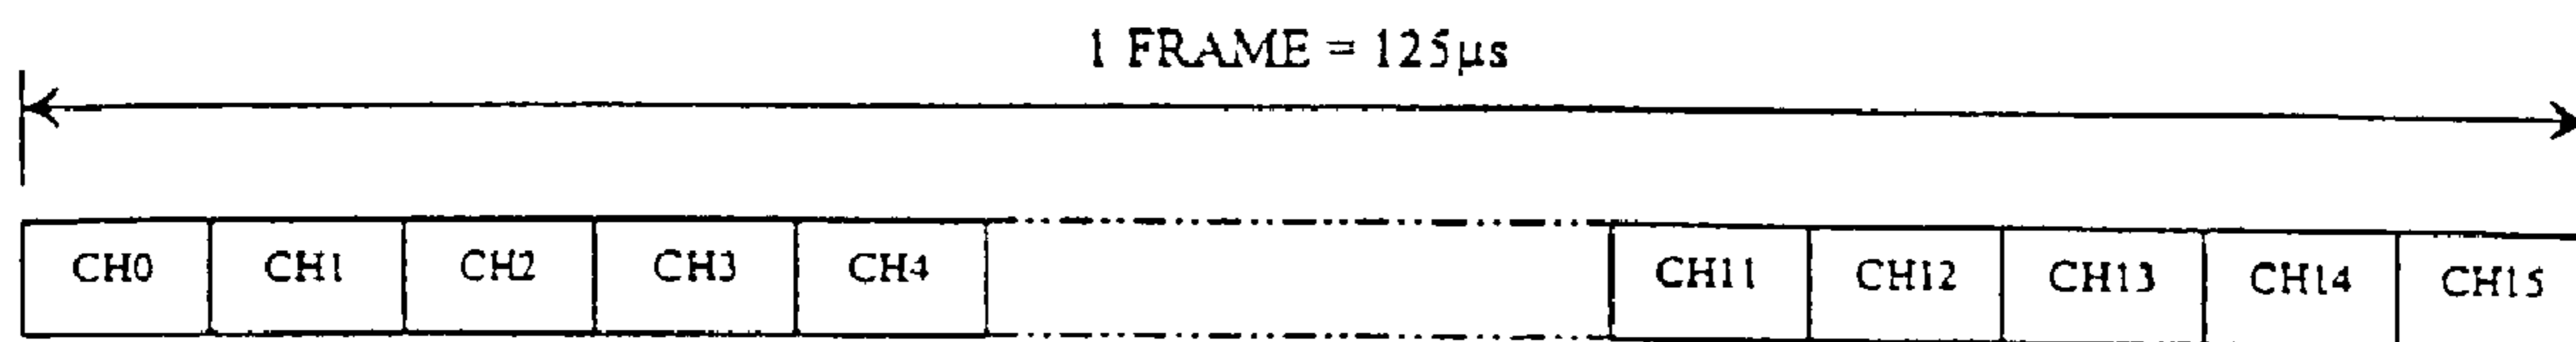 1 FRAME = 125μs
CH0 CH1 CH2 CH3 CH4 CH11 CH12 CH13 CH14 CH15